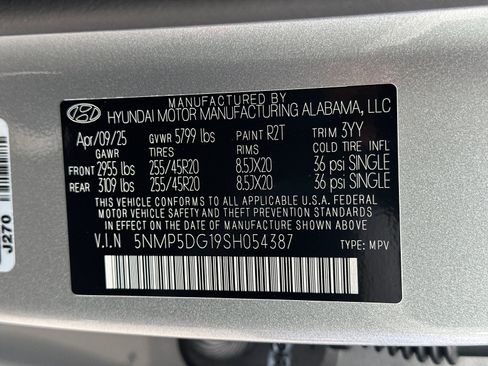 MANUFACTURED BY
HYUNDAI MOTOR MANUFACTURING ALABAMA, LLC
Apr/09/25 GVWR 5799 lbs PAINT R2T TRIM 3YY
GAWR TIRES RIMS COLD TIRE INFL
FRONT 2955 lbs 255/45R20 8.5JX20 36 psi SINGLE
REAR 3109 lbs 255/45R20 8.5JX20 36 psi SINGLE
THIS VEHICLE CONFORMS TO ALL APPLICABLE U.S.A. FEDERAL
MOTOR VEHICLE SAFETY, BUMPER, AND THEFT PREVENTION STANDARDS
IN EFFECT ON THE DATE OF MANUFACTURE SHOWN ABOVE
V.I.N 5NMP5DG19SH054387 TYPE: MPV
J270